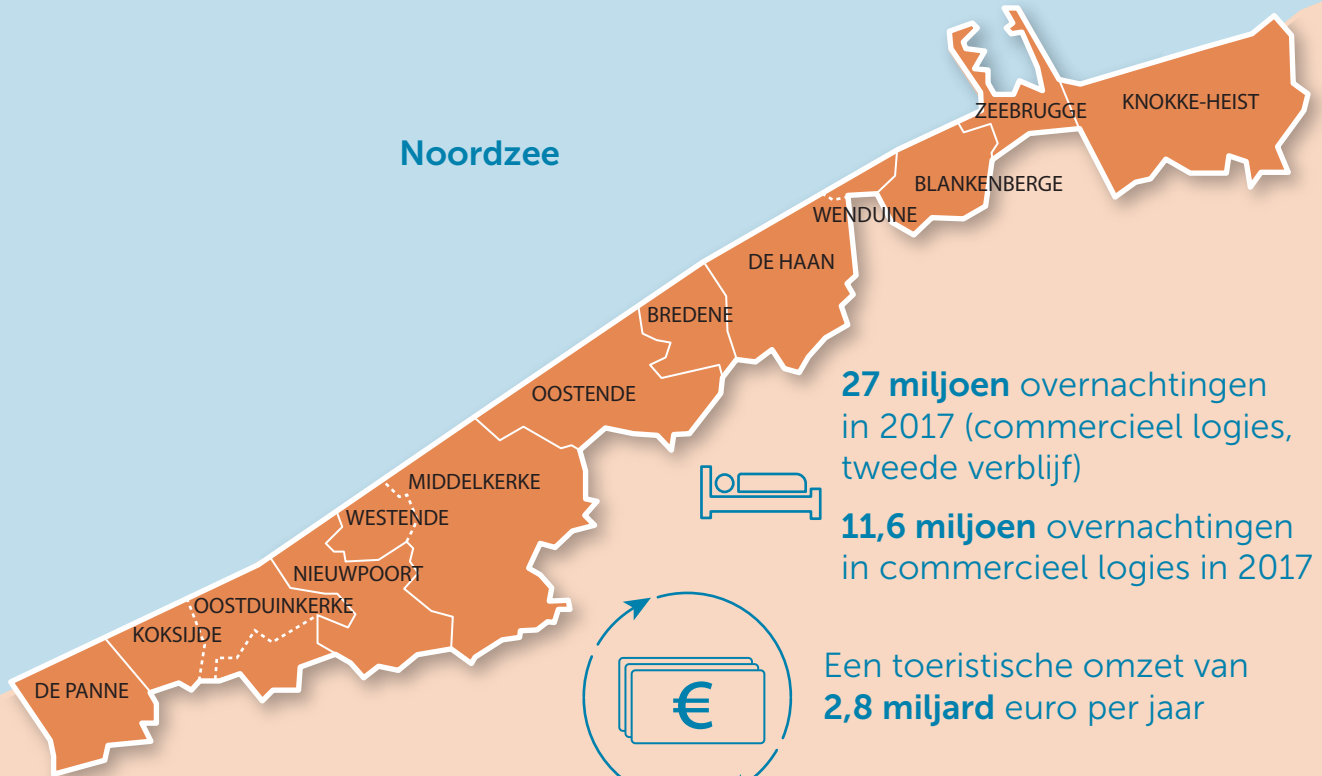 Noordzee
KNOKKE-HEIST
ZEEBRUGGE
BLANKENBERGE
WENDUINE
DE HAAN
BREDENE
OOSTENDE
MIDDELKERKE
WESTENDE
NIEUWPOORT
OOSTDUINKERKE
KOKSIJDE
DE PANNE
27 miljoen overnachtingen
in 2017 (commercieel logies,
tweede verblijf)
11,6 miljoen overnachtingen
in commercieel logies in 2017
€
Een toeristische omzet van
2,8 miljard euro per jaar